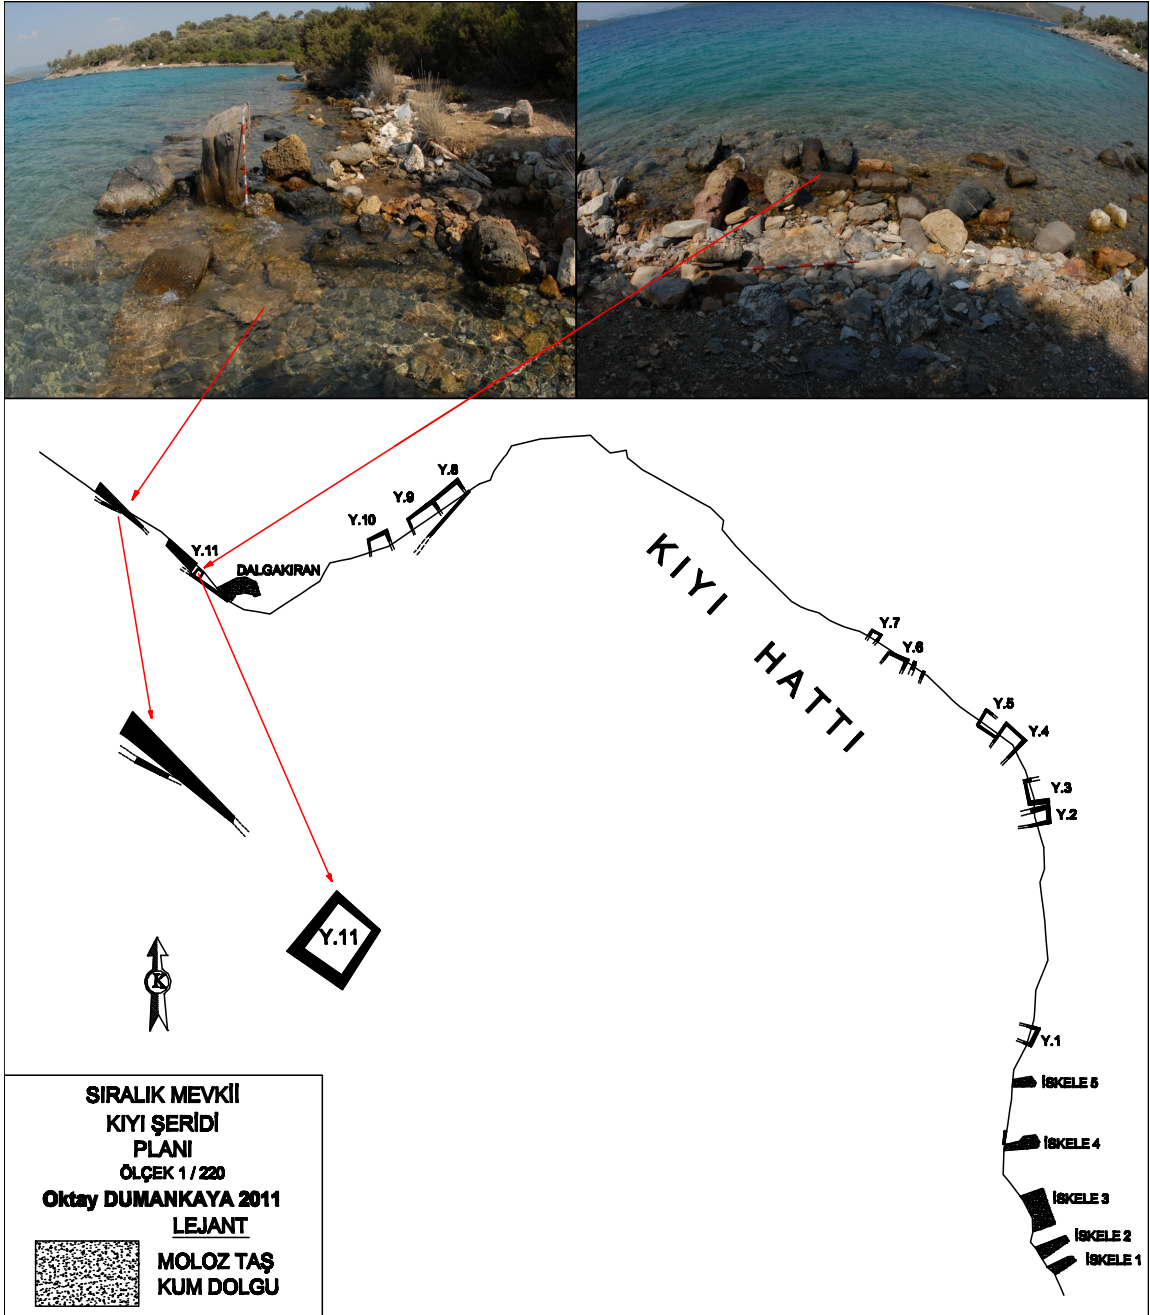 Y.8
Y.9
Y.10
Y.11
DALGAKIRAN
KIYI
HATTI
Y.7
Y.6
Y.5
Y.4
Y.3
Y.2
Y.11
K
Y.1
İSKELE 5
İSKELE 4
İSKELE 3
İSKELE 2
İSKELE 1
SIRALIK MEVKİİ
KIYI ŞERİDİ
PLANI
ÖLÇEK 1 / 220
Oktay DUMANKAYA 2011
LEJANT
MOLOZ TAŞ
KUM DOLGU